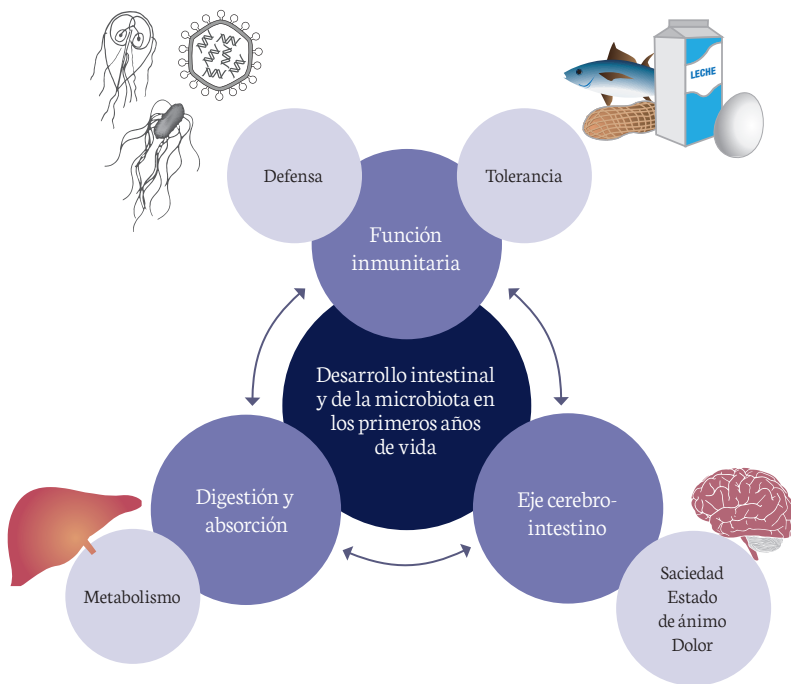 LECHE
Defensa
Tolerancia
Función
inmunitaria
Desarrollo intestinal
y de la microbiota en
los primeros años
de vida
Digestión y
absorción
Eje cerebro-
intestino
Metabolismo
Saciedad
Estado
de ánimo
Dolor